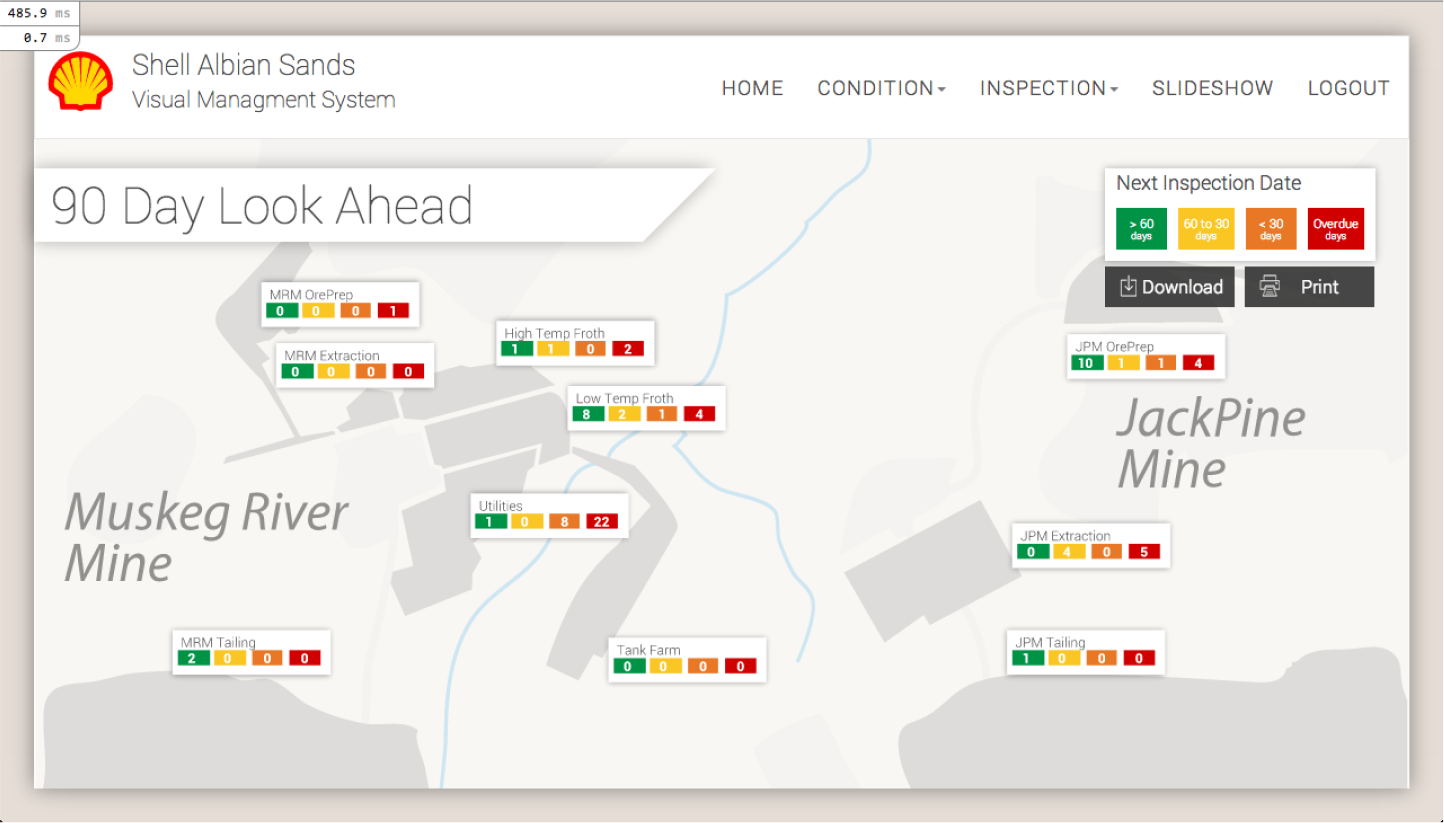 485.9 ms
0.7 ms
Shell Albian Sands
Visual Managment System
HOME CONDITION INSPECTION SLIDESHOW LOGOUT
90 Day Look Ahead
Next Inspection Date
> 60 days
60 to 30 days
< 30 days
Overdue days
Download Print
MRM OrePrep
0 0 0 1
MRM Extraction
0 0 0 0
High Temp Froth
1 1 0 2
Low Temp Froth
8 2 1 4
JPM OrePrep
10 1 1 4
JackPine
Mine
Muskeg River
Mine
Utilities
1 0 8 22
JPM Extraction
0 4 0 5
MRM Tailing
2 0 0 0
Tank Farm
0 0 0 0
JPM Tailing
1 0 0 0